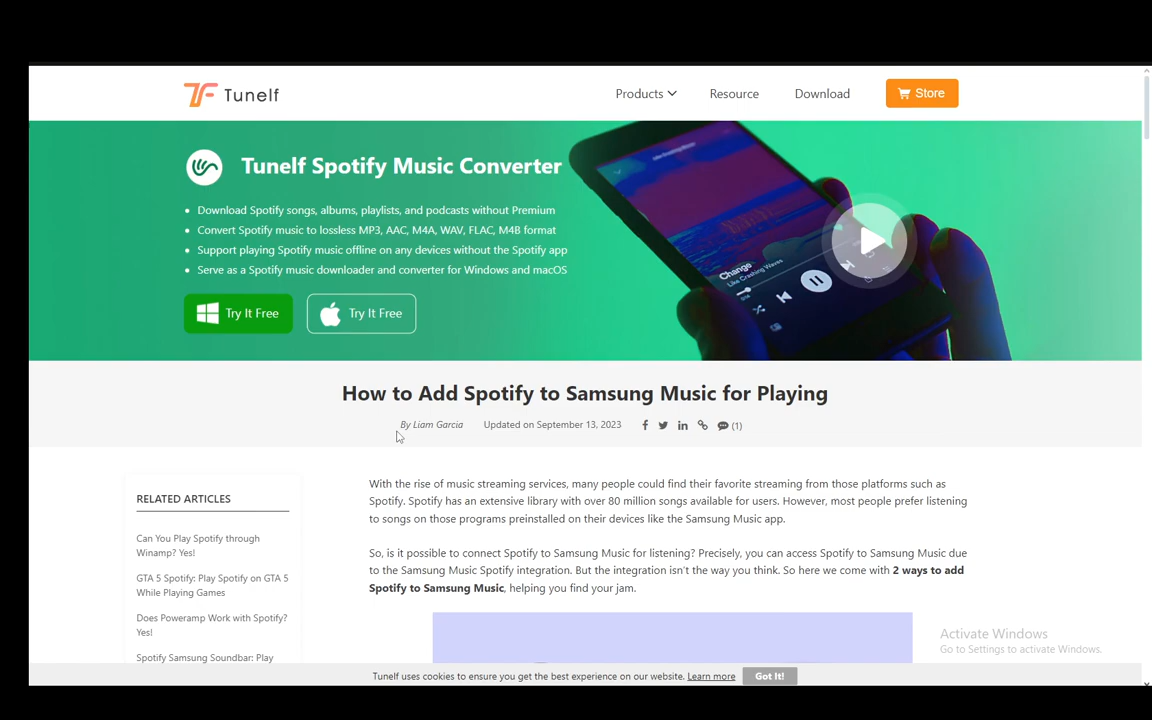 Tunelf
Products
Resource
Download
Store
Tunelf Spotify Music Converter
Download Spotify songs, albums, playlists, and podcasts without Premium
Convert Spotify music to lossless MP3, AAC, M4A, WAV, FLAC, M4B format
Support playing Spotify music offline on any devices without the Spotify app
Serve as a Spotify music downloader and converter for Windows and macOS
Try It Free
Try It Free
Change
Like Crashing Waves
How to Add Spotify to Samsung Music for Playing
By Liam Garcia
Updated on September 13, 2023
(1)
RELATED ARTICLES
Can You Play Spotify through
Winamp? Yes!
GTA 5 Spotify: Play Spotify on GTA 5
While Playing Games
Does Poweramp Work with Spotify?
Yes!
Spotify Samsung Soundbar: Play
With the rise of music streaming services, many people could find their favorite streaming from those platforms such as
Spotify. Spotify has an extensive library with over 80 million songs available for users. However, most people prefer listening
to songs on those programs preinstalled on their devices like the Samsung Music app.
So, is it possible to connect Spotify to Samsung Music for listening? Precisely, you can access Spotify to Samsung Music due
to the Samsung Music Spotify integration. But the integration isn't the way you think. So here we come with 2 ways to add
Spotify to Samsung Music, helping you find your jam.
Activate Windows
Go to Settings to activate Windows.
Tunelf uses cookies to ensure you get the best experience on our website. Learn more
Got It!